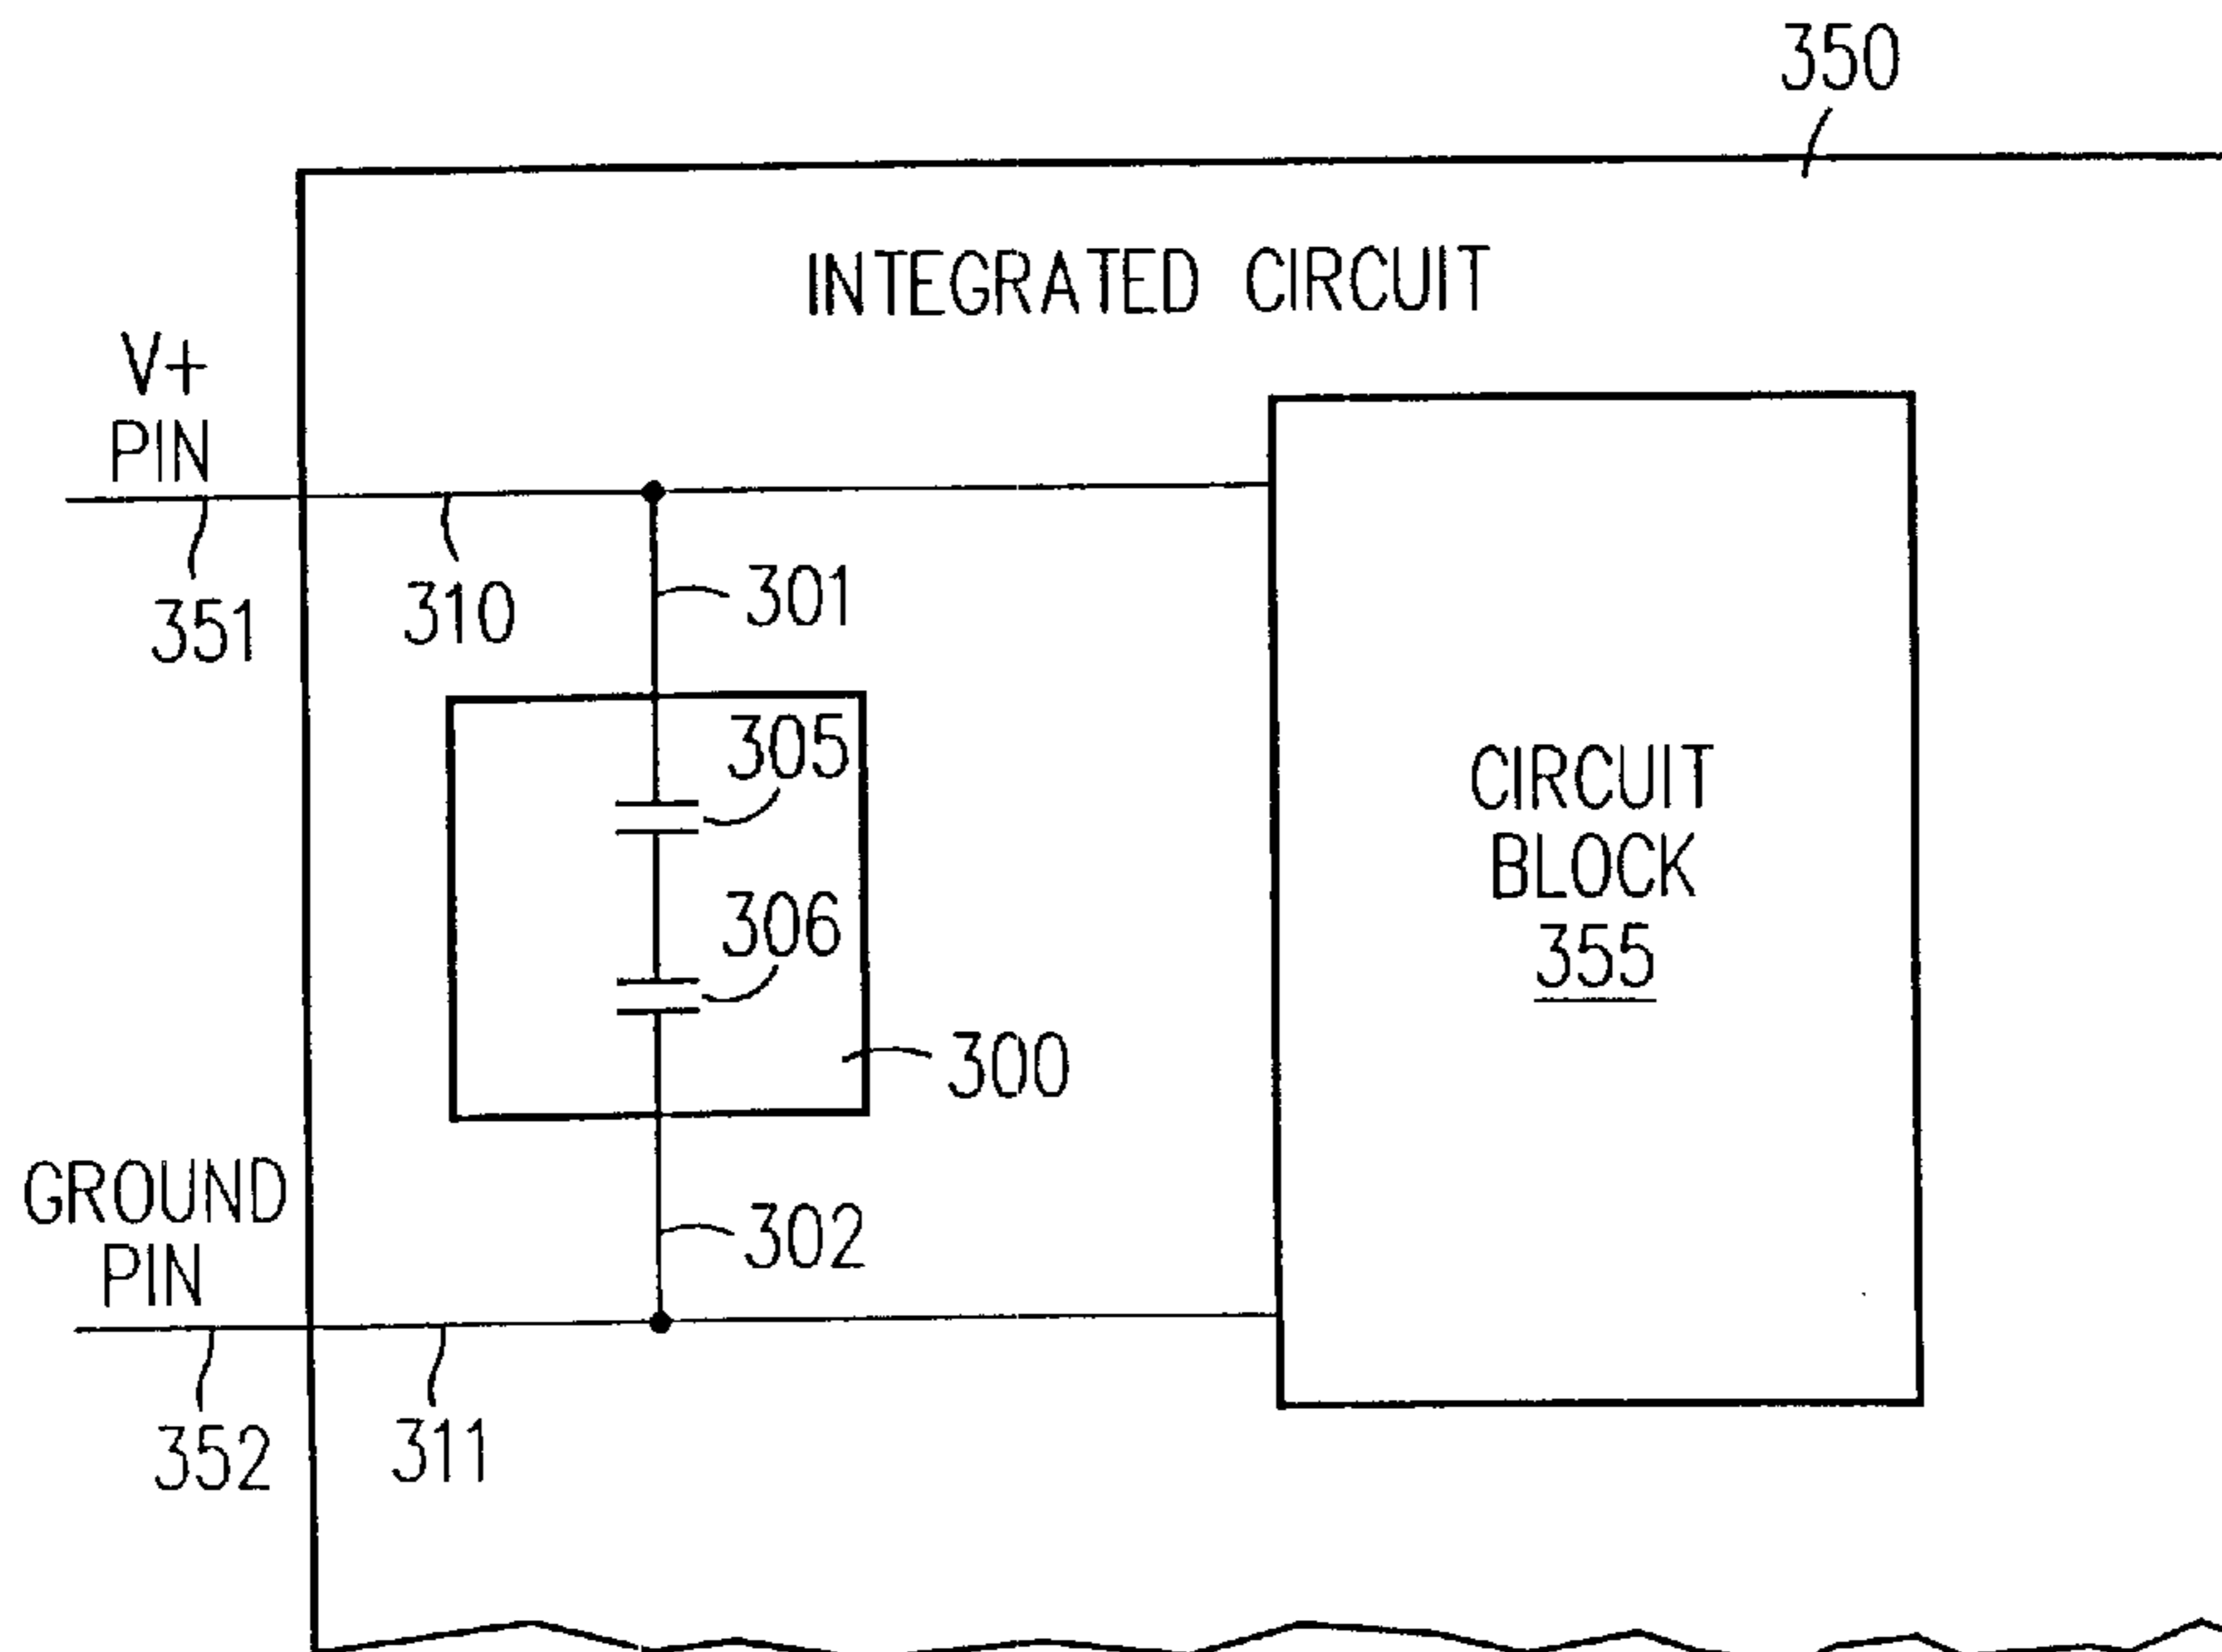 350
INTEGRATED CIRCUIT
V+
PIN
351
310
301
305
306
300
CIRCUIT
BLOCK
355
GROUND
PIN
302
352
311